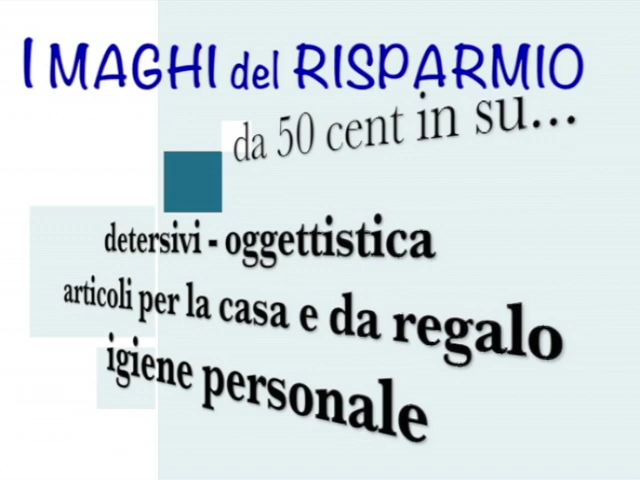 I MAGHI del RISPARMIO
da 50 cent in su...
detersivi - oggettistica
articoli per la casa e da regalo
igiene personale